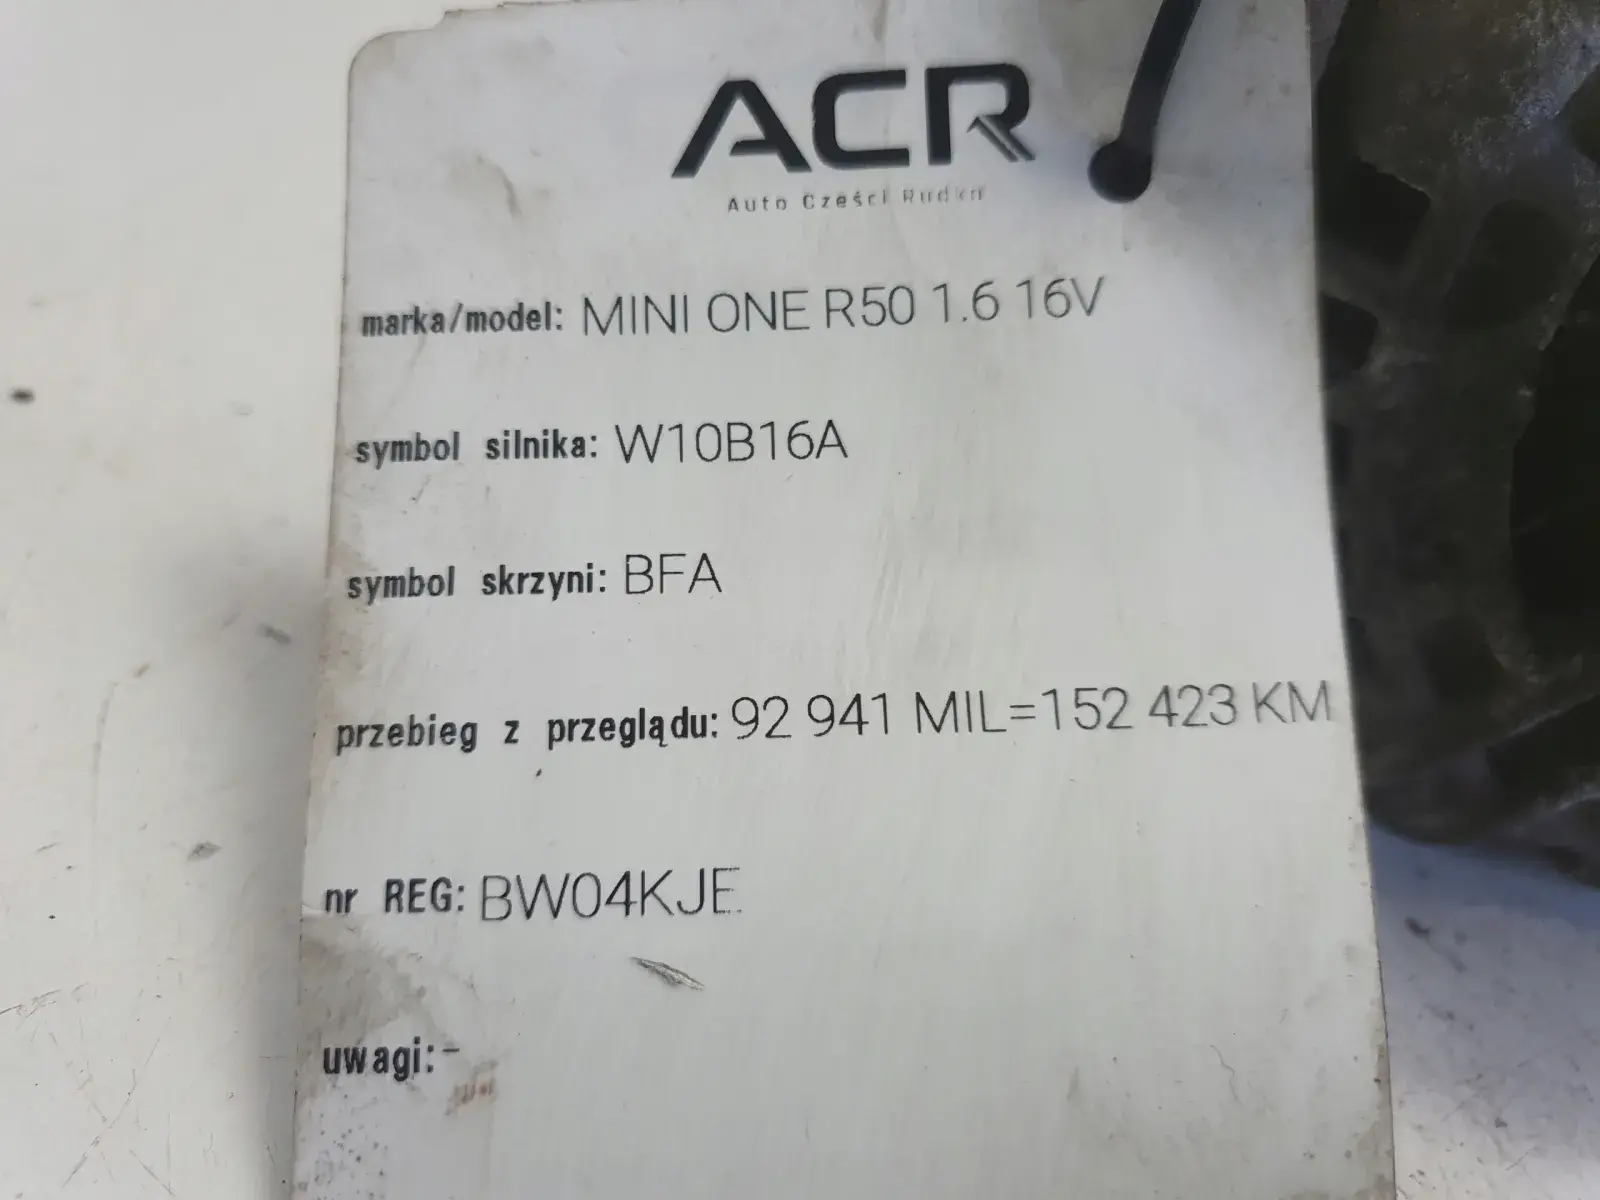 ACR
Auto Części
marka/model: MINI ONE R50 1.6 16V
symbol silnika: W10B16A
symbol skrzyni: BFA
przebieg z przeglądu: 92 941 MIL=152 423 KM
nr REG: BW04KJE
uwagi:-